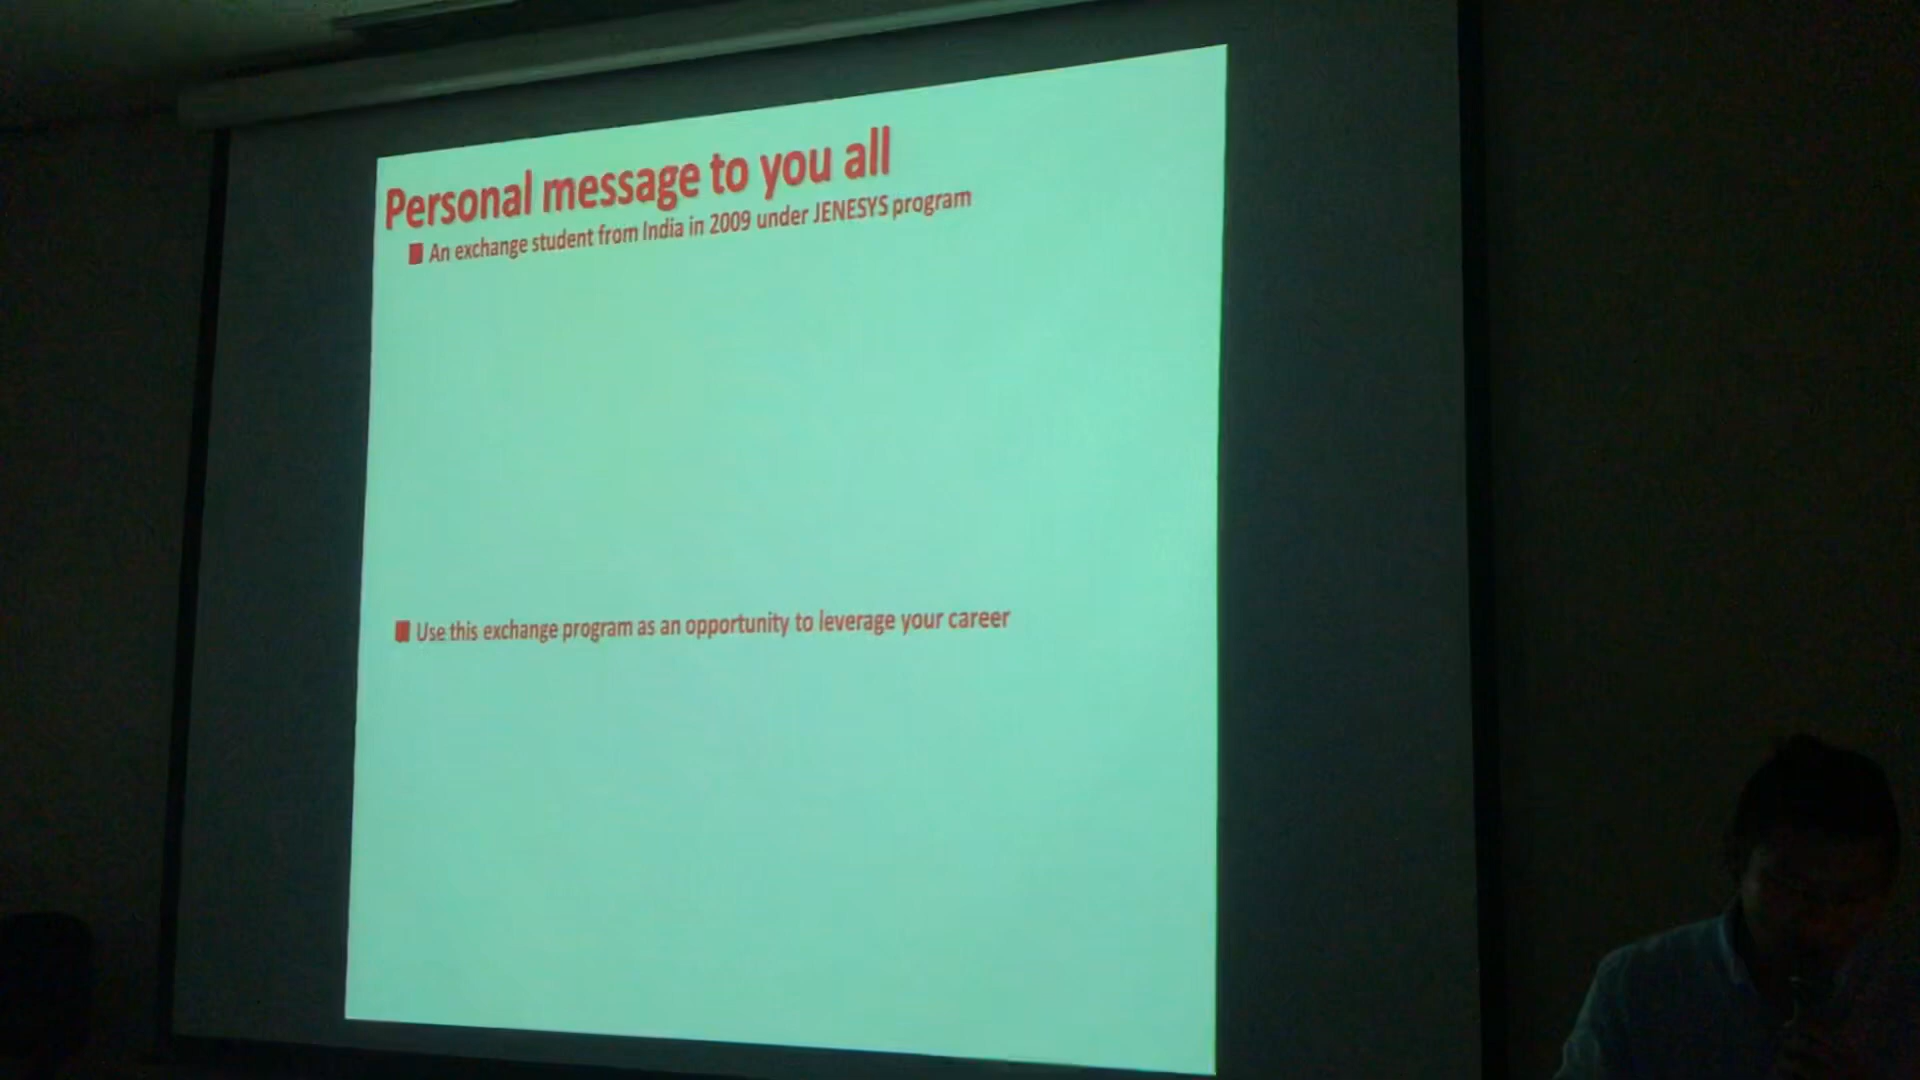 Personal message to you all
An exchange student from India in 2009 under JENESYS program
Use this exchange program as an opportunity to leverage your career